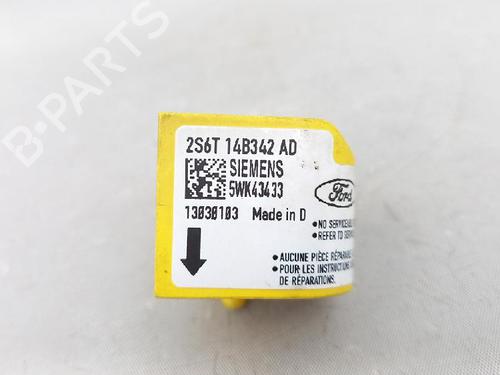 B-PARTS
2S6T 14B342 AD
SIEMENS
5WK43433
13030103 Made in D
Ford
• NO SERVICEABLE
• REFER TO
• AUCUNE PIÈCE RÉPARABLE
• POUR LES INSTRUCTIONS
DE RÉPARATIONS.